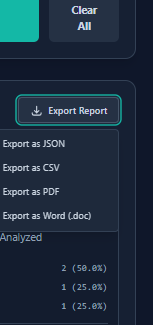 Clear
All
Export Report
Export as JSON
Export as CSV
Export as PDF
Export as Word (.doc)
Analyzed
2 (50.0%)
1 (25.0%)
1 (25.0%)